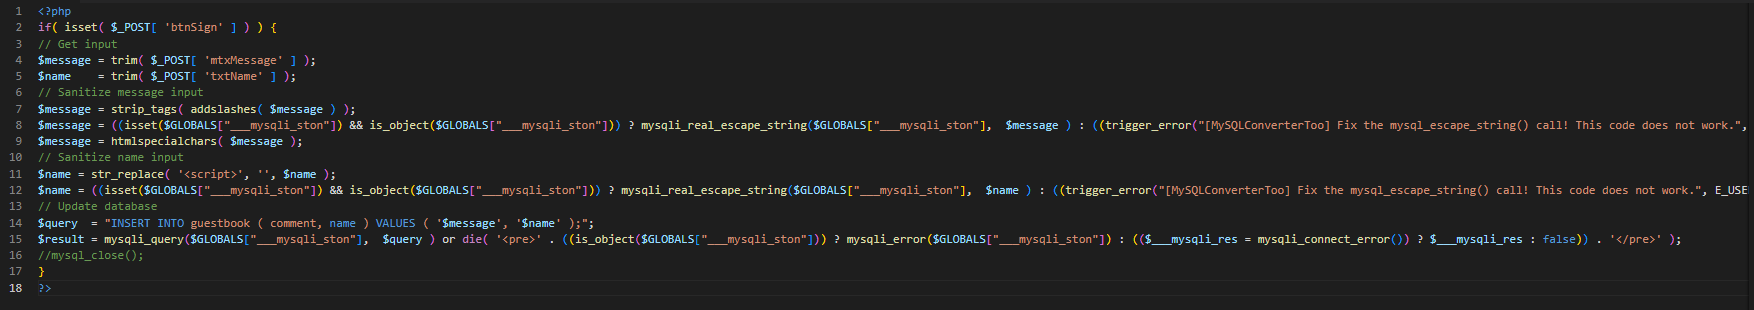 1 <?php
2 if( isset( $_POST[ 'btnSign' ] ) ) {
3 // Get input
4 $message = trim( $_POST[ 'mtxMessage' ] );
5 $name    = trim( $_POST[ 'txtName' ] );
6 // Sanitize message input
7 $message = strip_tags( addslashes( $message ) );
8 $message = ((isset($GLOBALS["___mysqli_ston"]) && is_object($GLOBALS["___mysqli_ston"])) ? mysqli_real_escape_string($GLOBALS["___mysqli_ston"],  $message ) : ((trigger_error("[MySQLConverterToo] Fix the mysql_escape_string() call! This code does not work.",
9 $message = htmlspecialchars( $message );
10 // Sanitize name input
11 $name = str_replace( '<script>', '', $name );
12 $name = ((isset($GLOBALS["___mysqli_ston"]) && is_object($GLOBALS["___mysqli_ston"])) ? mysqli_real_escape_string($GLOBALS["___mysqli_ston"],  $name ) : ((trigger_error("[MySQLConverterToo] Fix the mysql_escape_string() call! This code does not work.", E_USE
13 // Update database
14 $query  = "INSERT INTO guestbook ( comment, name ) VALUES ( '$message', '$name' );";
15 $result = mysqli_query($GLOBALS["___mysqli_ston"],  $query ) or die( '<pre>' . ((is_object($GLOBALS["___mysqli_ston"])) ? mysqli_error($GLOBALS["___mysqli_ston"]) : (($___mysqli_res = mysqli_connect_error()) ? $___mysqli_res : false)) . '</pre>' );
16 //mysql_close();
17 }
18 ?>